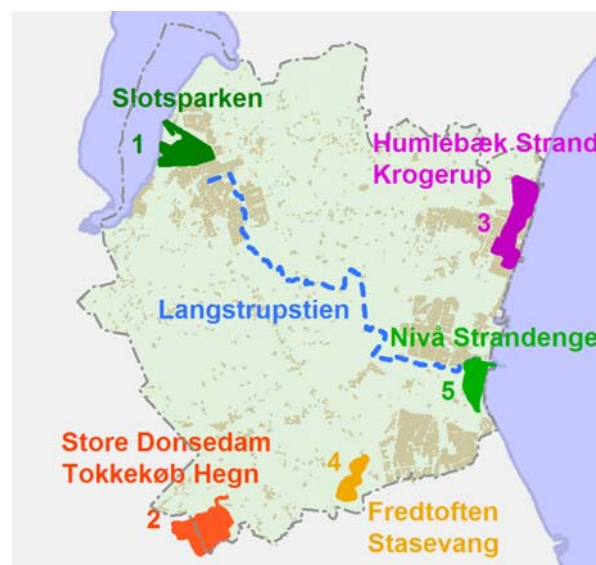 Slotsparken
1
Humlebæk Strand
Krogerup
3
Langstrupstien
Nivå Strandenge
5
Store Donsedam
Tokkekøb Hegn
2
4
Fredtoften
Stasevang